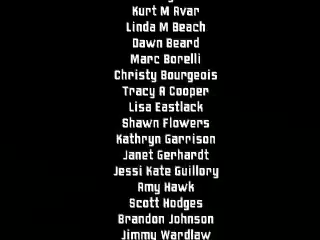 Kurt M Avar
Linda M Beach
Dawn Beard
Marc Borelli
Christy Bourgeois
Tracy A Cooper
Lisa Eastlack
Shawn Flowers
Kathryn Garrison
Janet Gerhardt
Jessi Kate Guillory
Amy Hawk
Scott Hodges
Brandon Johnson
Jimmy Wardlaw